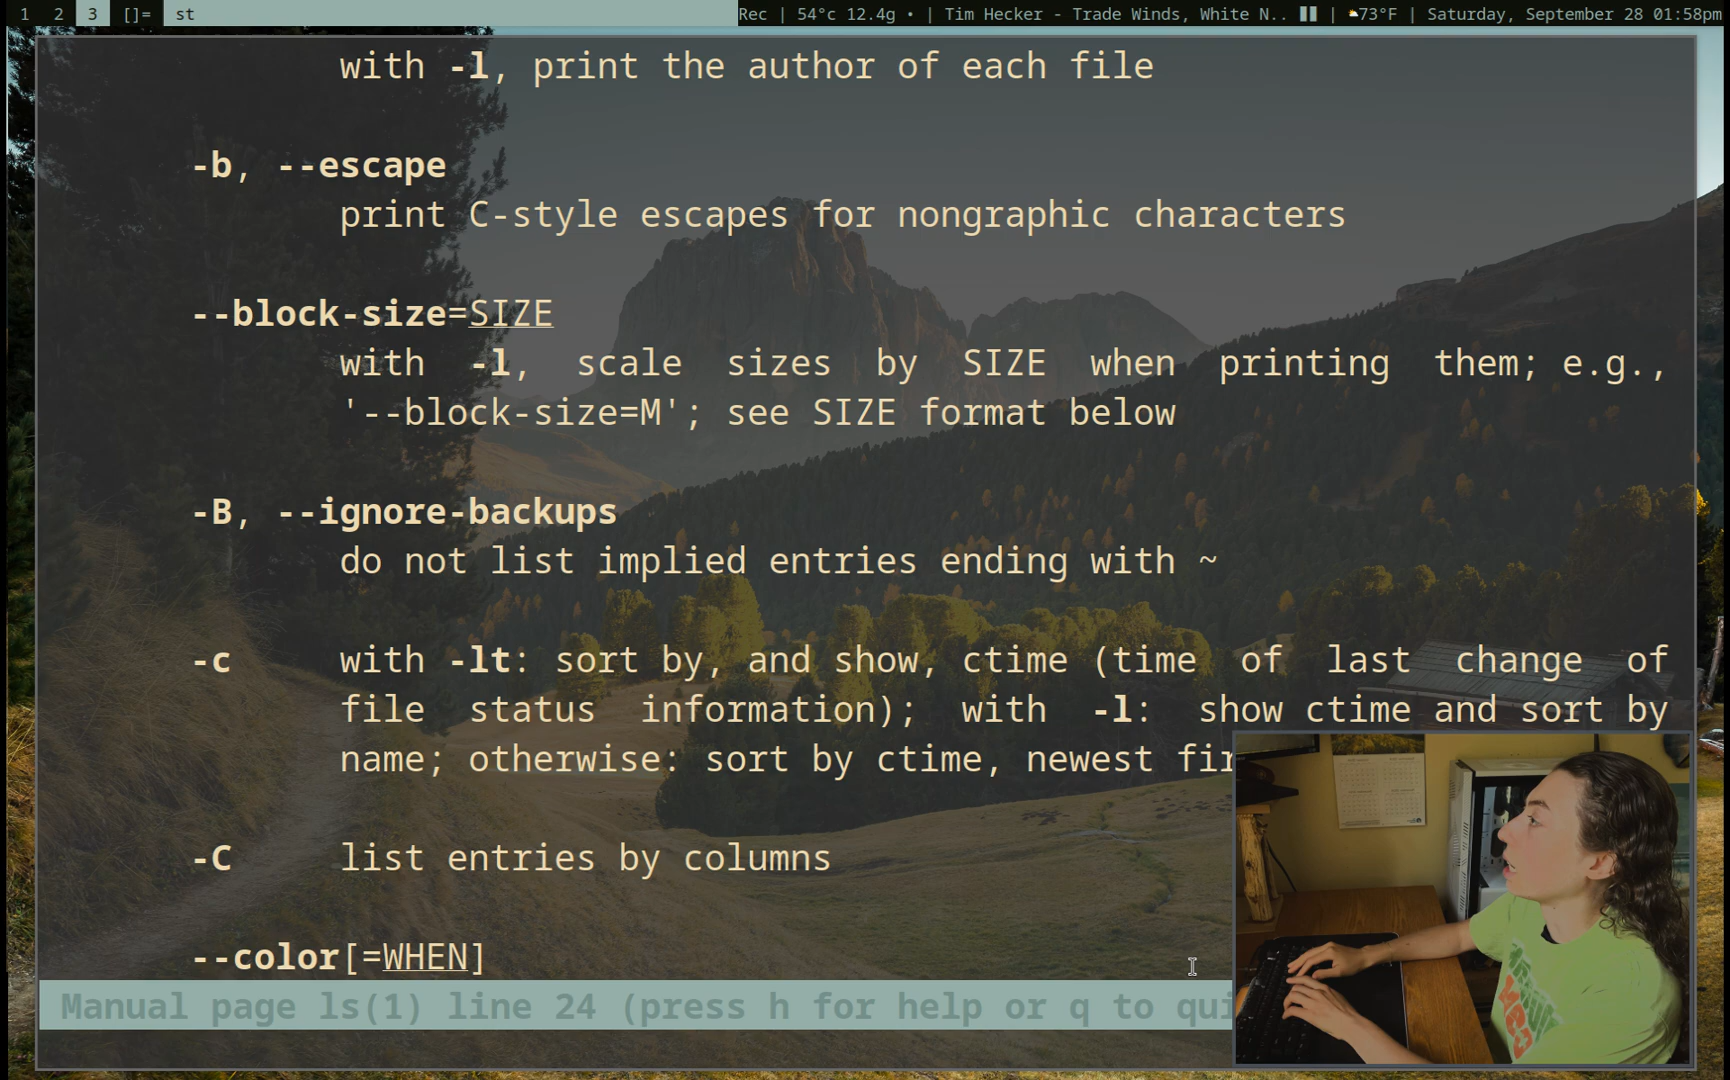 1 2 3 []= st Rec | 54°c 12.4g • | Tim Hecker - Trade Winds, White N.. ▮▮ | ⛅73°F | Saturday, September 28 01:58pm
with -l, print the author of each file
-b, --escape
print C-style escapes for nongraphic characters
--block-size=SIZE
with -l, scale sizes by SIZE when printing them; e.g.,
'--block-size=M'; see SIZE format below
-B, --ignore-backups
do not list implied entries ending with ~
-c with -lt: sort by, and show, ctime (time of last change of
file status information); with -l: show ctime and sort by
name; otherwise: sort by ctime, newest fir
-C list entries by columns
--color[=WHEN]
Manual page ls(1) line 24 (press h for help or q to qui